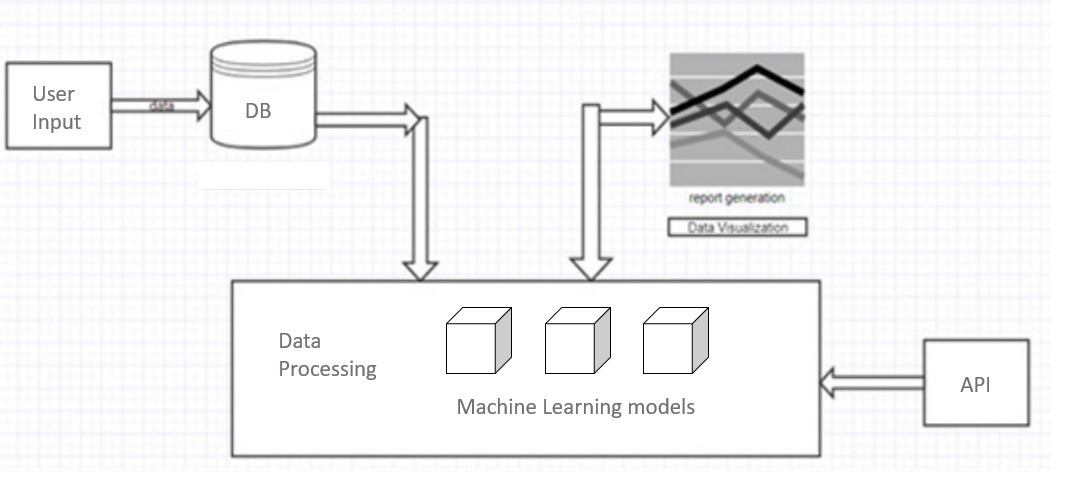 User
Input
data
DB
report generation
Data Visualization
Data
Processing
Machine Learning models
API